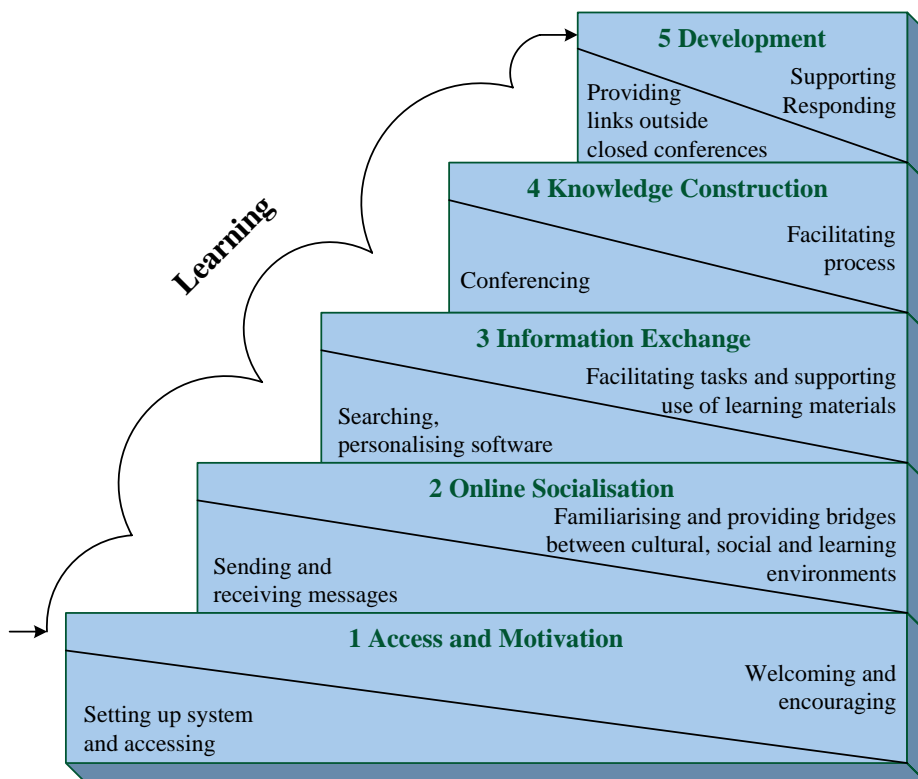 5 Development
Supporting
Responding
Providing
links outside
closed conferences
4 Knowledge Construction
Facilitating
process
Conferencing
Learning
3 Information Exchange
Facilitating tasks and supporting
use of learning materials
Searching,
personalising software
2 Online Socialisation
Familiarising and providing bridges
between cultural, social and learning
environments
Sending and
receiving messages
1 Access and Motivation
Welcoming and
encouraging
Setting up system
and accessing